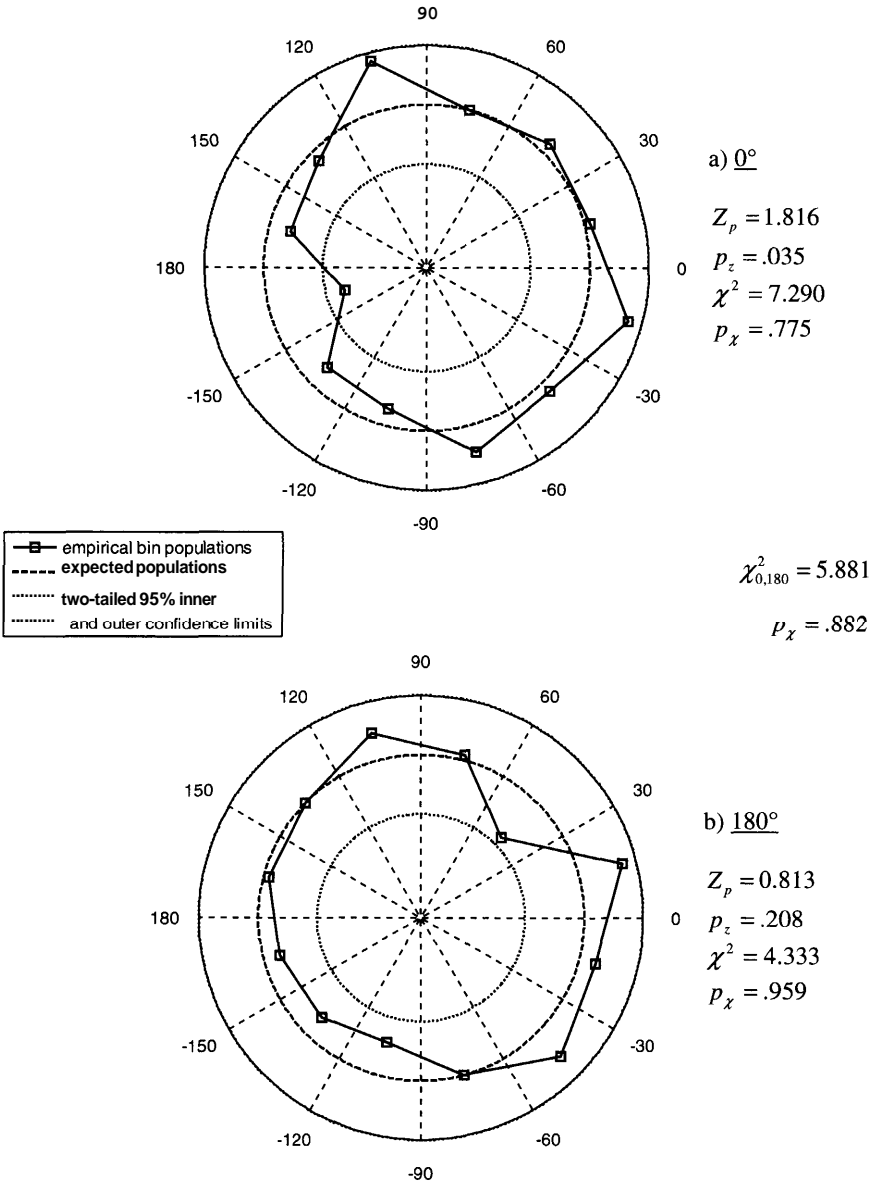 90
120 60
150 30
180 0
-150 -30
-120 -60
-90
a) 0°
Z_p = 1.816
p_z = .035
χ² = 7.290
p_χ = .775
empirical bin populations
expected populations
two-tailed 95% inner
and outer confidence limits
χ²_{0,180} = 5.881
p_χ = .882
90
120 60
150 30
180 0
-150 -30
-120 -60
-90
b) 180°
Z_p = 0.813
p_z = .208
χ² = 4.333
p_χ = .959